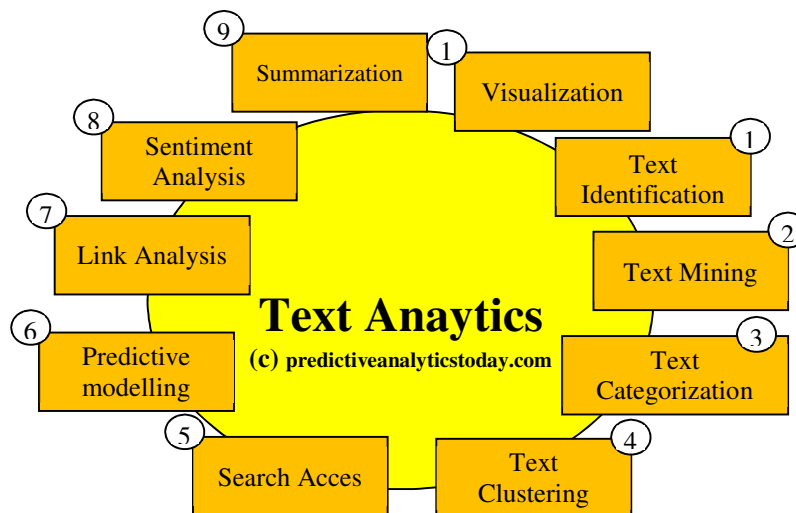 9
Summarization
1
Visualization
1
Text
Identification
2
Text Mining
3
Text
Categorization
4
Text
Clustering
5
Search Acces
6
Predictive
modelling
7
Link Analysis
8
Sentiment
Analysis
Text Anaytics
(c) predictiveanalyticstoday.com